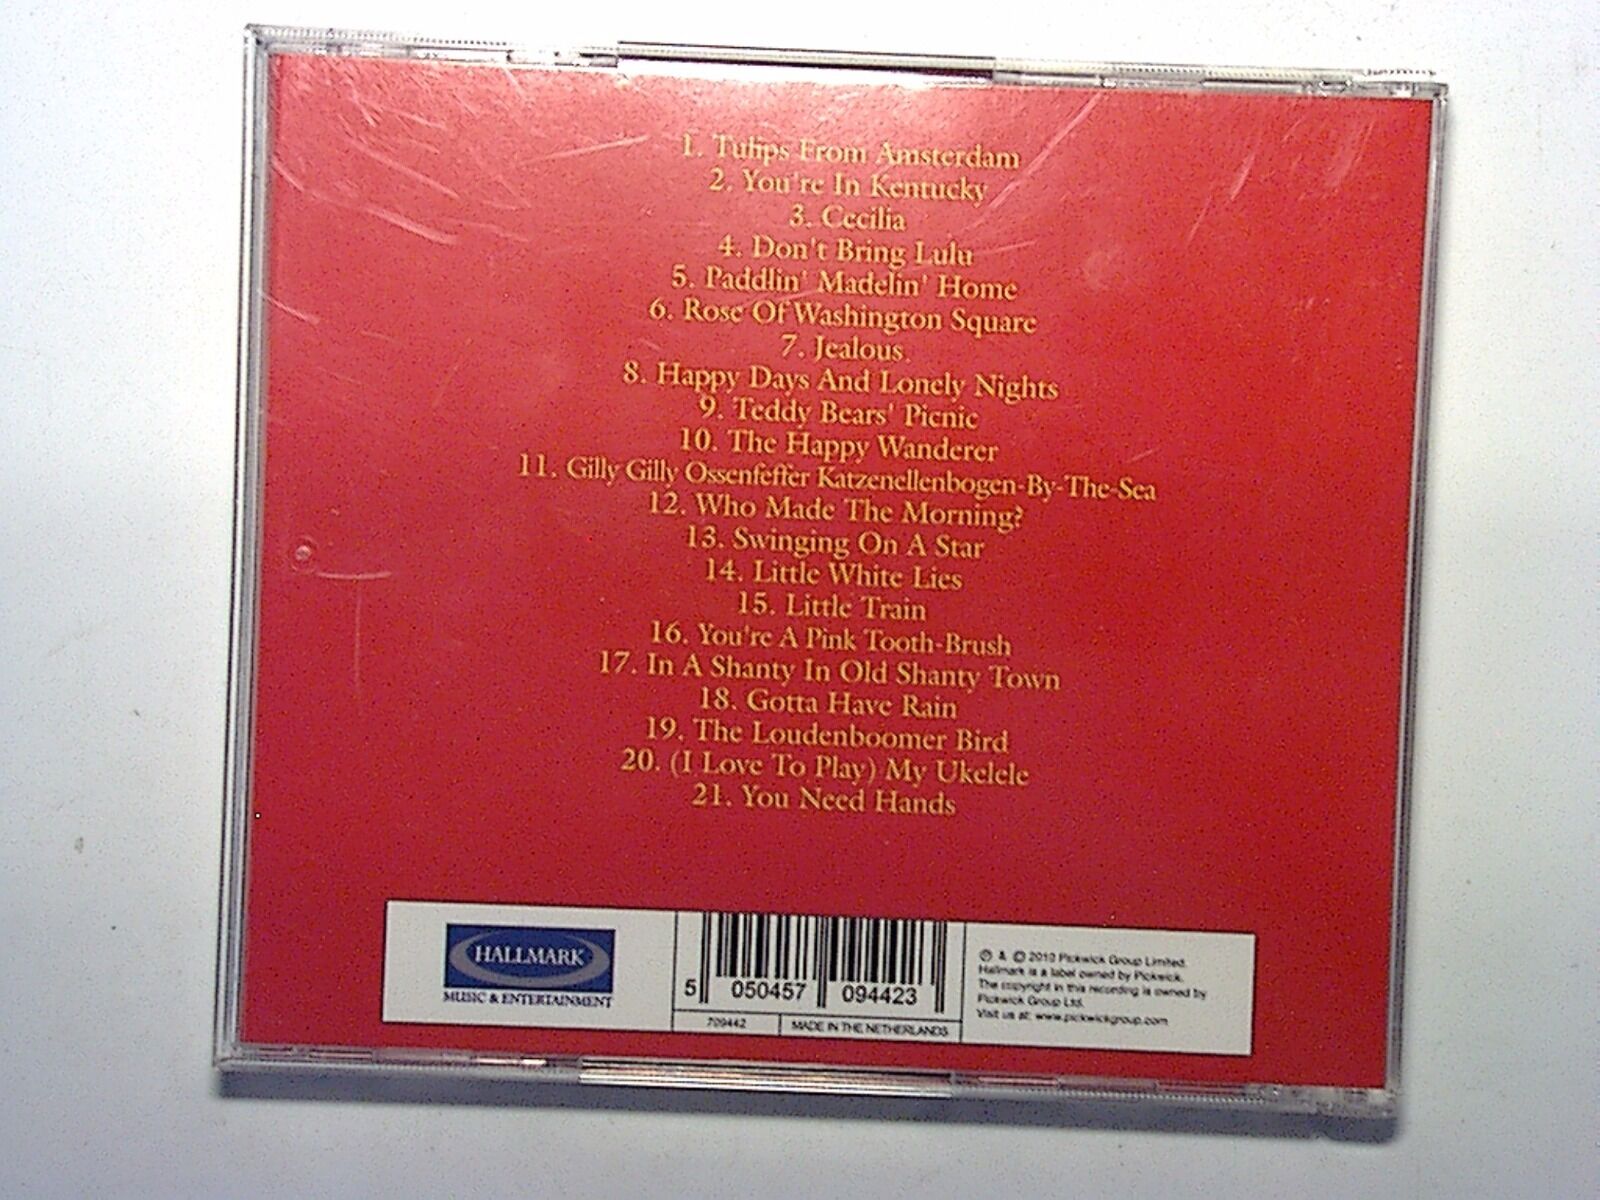 1. Tulips From Amsterdam
2. You're In Kentucky
3. Cecilia
4. Don't Bring Lulu
5. Paddlin' Madelin' Home
6. Rose Of Washington Square
7. Jealous
8. Happy Days And Lonely Nights
9. Teddy Bears' Picnic
10. The Happy Wanderer
11. Gilly Gilly Ossenfeffer Katzenellenbogen-By-The-Sea
12. Who Made The Morning?
13. Swinging On A Star
14. Little White Lies
15. Little Train
16. You're A Pink Tooth-Brush
17. In A Shanty In Old Shanty Town
18. Gotta Have Rain
19. The Loudenboomer Bird
20. (I Love To Play) My Ukelele
21. You Need Hands
HALLMARK
MUSIC & ENTERTAINMENT
5 050457 094423
709442
MADE IN THE NETHERLANDS
℗ & © 2010 Pickwick Group Limited.
Hallmark is a label owned by Pickwick.
The copyright in this recording is owned by
Pickwick Group Ltd.
Visit us at: www.pickwickgroup.com